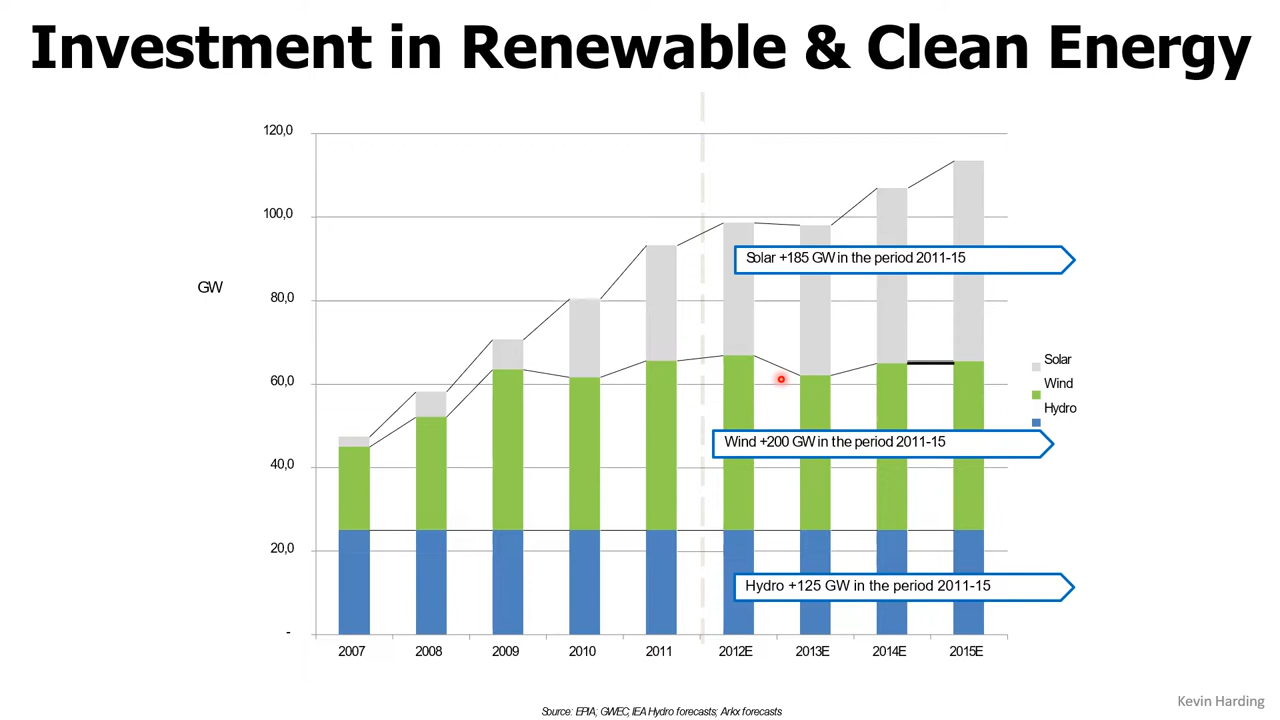 Investment in Renewable & Clean Energy
120,0
100,0
GW
80,0
60,0
40,0
20,0
-
Solar +185 GW in the period 2011-15
Wind +200 GW in the period 2011-15
Hydro +125 GW in the period 2011-15
Solar
Wind
Hydro
2007 2008 2009 2010 2011 2012E 2013E 2014E 2015E
Source: EPIA; GWEC, IEA Hydro forecasts; Arkx forecasts
Kevin Harding